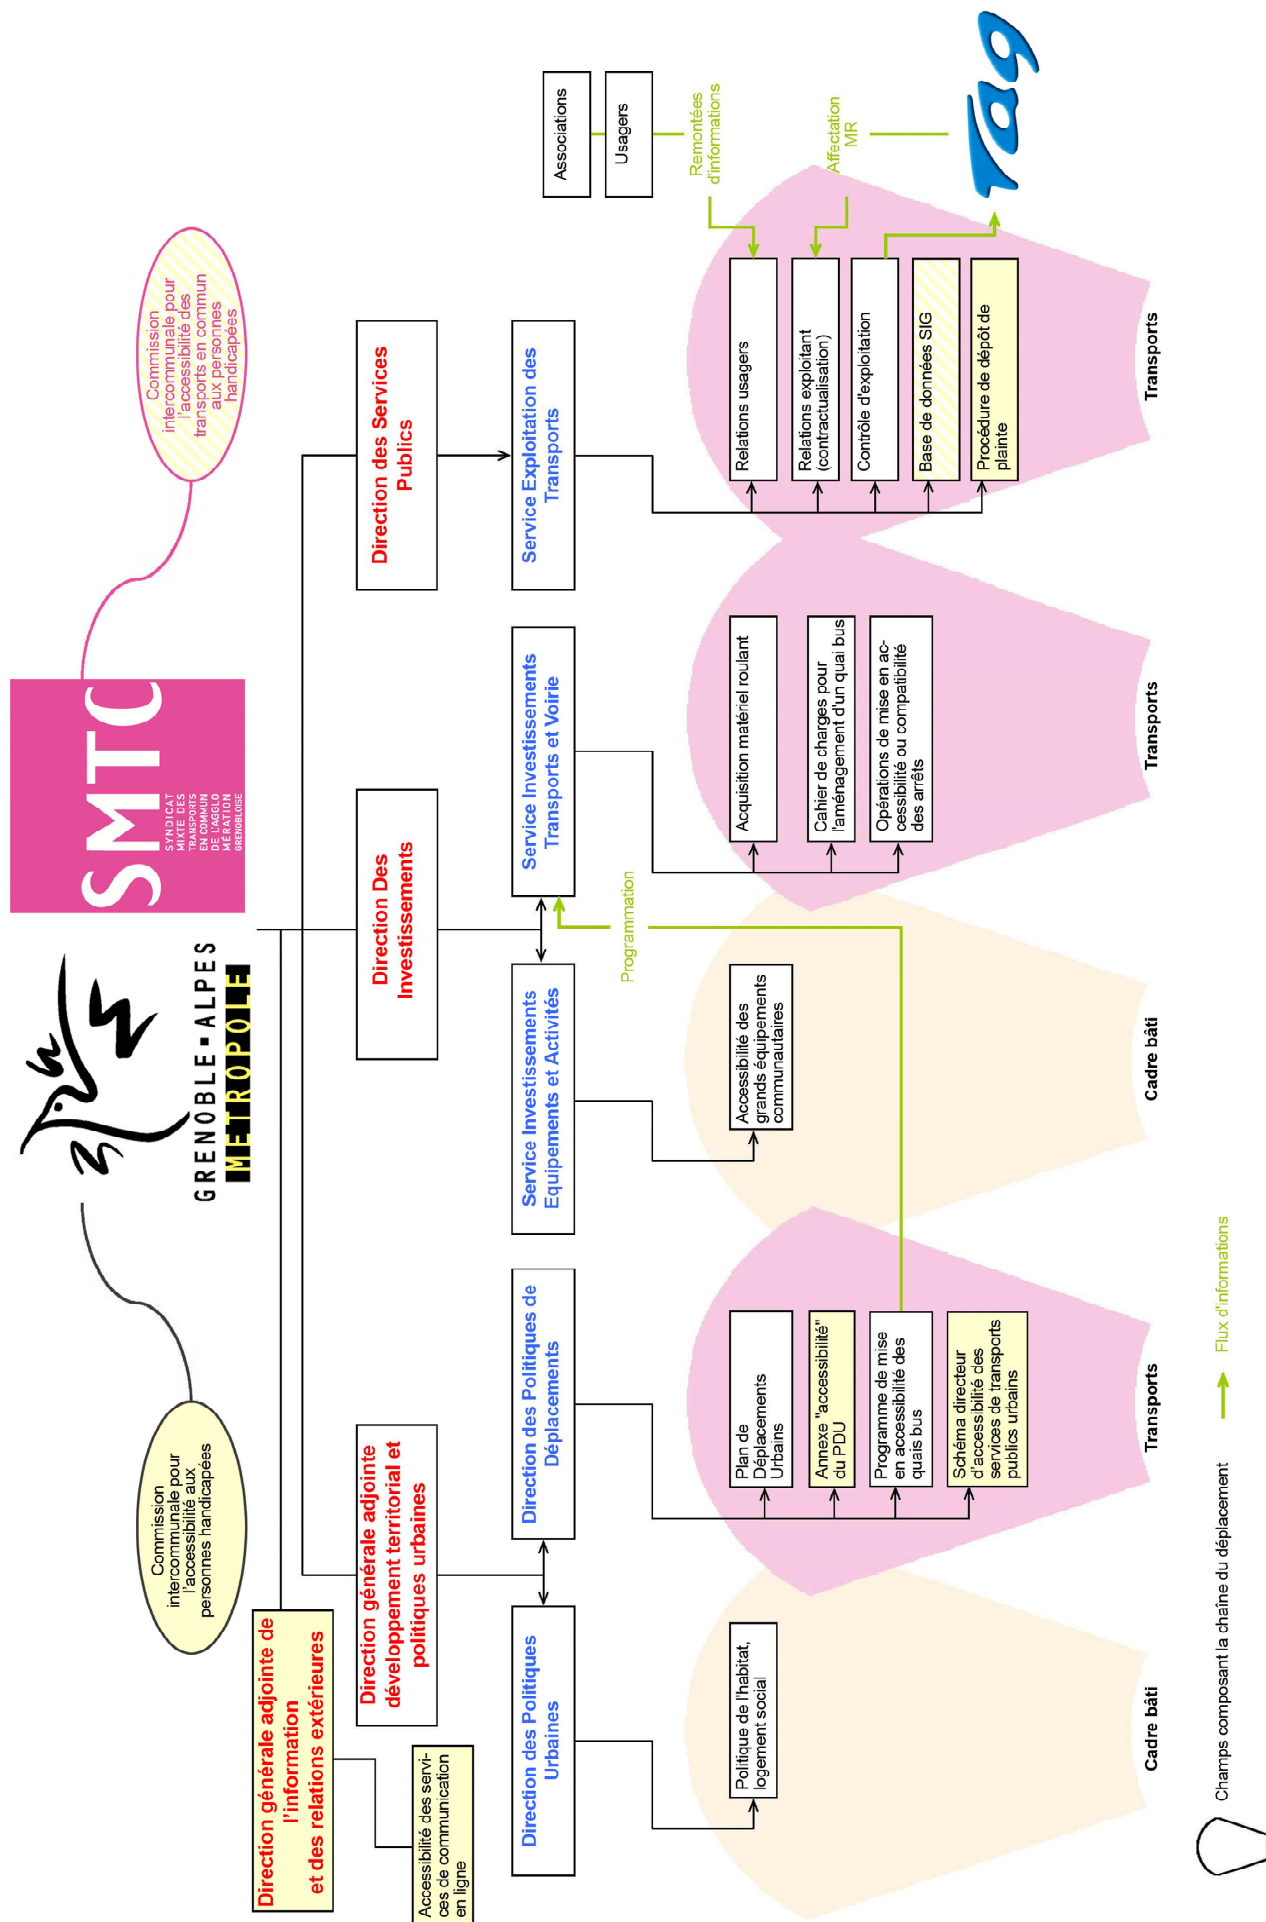 SMTC
SYNDICAT
MIXTE DES
TRANSPORTS
EN COMMUN
DE L'AGGLO
MÉRATION
GRENOBLOISE
GRENOBLE-ALPES
METROPOLE
Commission
intercommunale pour
l'accessibilité aux
personnes handicapées
Commission
intercommunale pour
l'accessibilité des
transports en commun
aux personnes
handicapées
Direction générale adjointe de
l'information
et des relations extérieures
Accessibilité des servi-
ces de communication
en ligne
Direction générale adjointe
développement territorial et
politiques urbaines
Direction Des
Investissements
Direction des Services
Publics
Direction des Politiques
Urbaines
Direction des Politiques de
Déplacements
Service Investissements
Equipements et Activités
Service Investissements
Transports et Voirie
Service Exploitation des
Transports
Associations
Usagers
Programmation
Remontées
d'informations
Affectation
MR
Tag
Politique de l'habitat,
logement social
Plan de
Déplacements
Urbains
Annexe "accessibilité"
du PDU
Programme de mise
en accessibilité des
quais bus
Schéma directeur
d'accessibilité des
services de transports
publics urbains
Accessibilité des
grands équipements
communautaires
Acquisition matériel roulant
Cahier de charges pour
l'aménagement d'un quai bus
Opérations de mise en ac-
cessibilité ou compatibilité
des arrêts
Relations usagers
Relations exploitant
(contractualisation)
Contrôle d'exploitation
Base de données SIG
Procédure de dépôt de
plainte
Cadre bâti
Transports
Cadre bâti
Transports
Transports
Champs composant la chaîne du déplacement
Flux d'informations